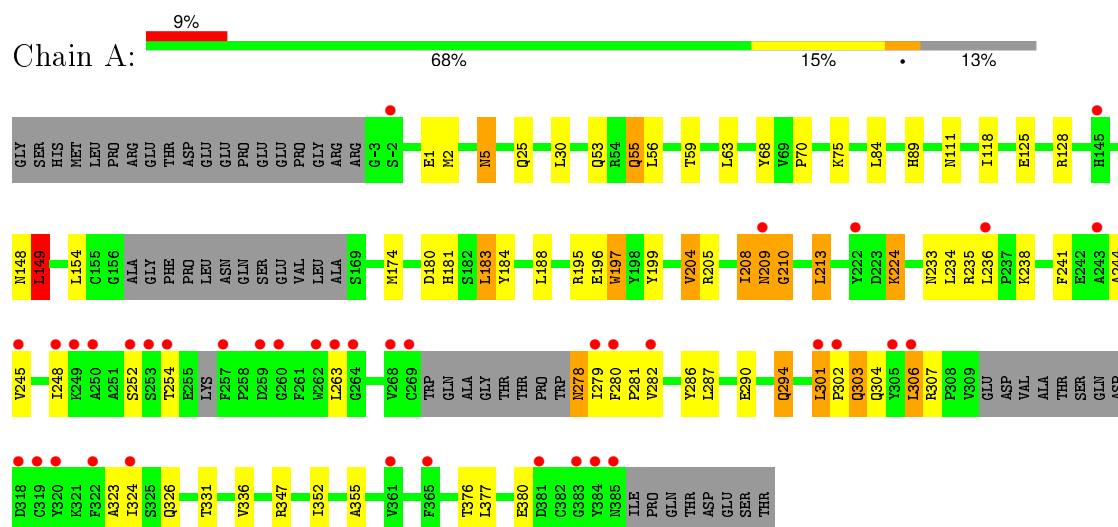 9%
Chain A:
68% 15% • 13%
GLY SER HIS MET LEU PRO ARG GLU THR ASP GLU GLU PRO GLU GLU PRO GLY ARG ARG G-3 S-2 E1 M2 N5 Q25 L30 Q53 R54 Q55 L56 T59 L63 Y68 V69 P70 K75 L84 H89 N111 I118 E125 R128 H145
N148 L149 L154 C155 G156 ALA GLY PHE PRO LEU ASN GLN SER GLU VAL LEU ALA S169 M174 D180 H181 S182 L183 Y184 L188 R195 E196 W197 Y198 Y199 V204 R205 I208 N209 G210 L213 Y222 D223 K224 N233 L234 R235 L236 P237 K238 F241 E242 A243 A244
V245 I248 K249 A250 A251 S252 S253 T254 E255 LYS F257 P258 D259 G260 F261 W262 L263 G264 V268 C269 TRP GLN ALA GLY THR THR PRO TRP N278 I279 F280 P281 V282 Y286 L287 E290 Q294 L301 P302 Q303 Q304 Y305 L306 R307 P308 V309 GLU ASP VAL ALA THR SER GLN ASP
D318 C319 Y320 K321 F322 A323 I324 S325 Q326 T331 V336 R347 I352 A355 V361 F365 T376 L377 E380 D381 G382 G383 Y384 N385 ILE PRO GLN THR ASP GLU SER THR